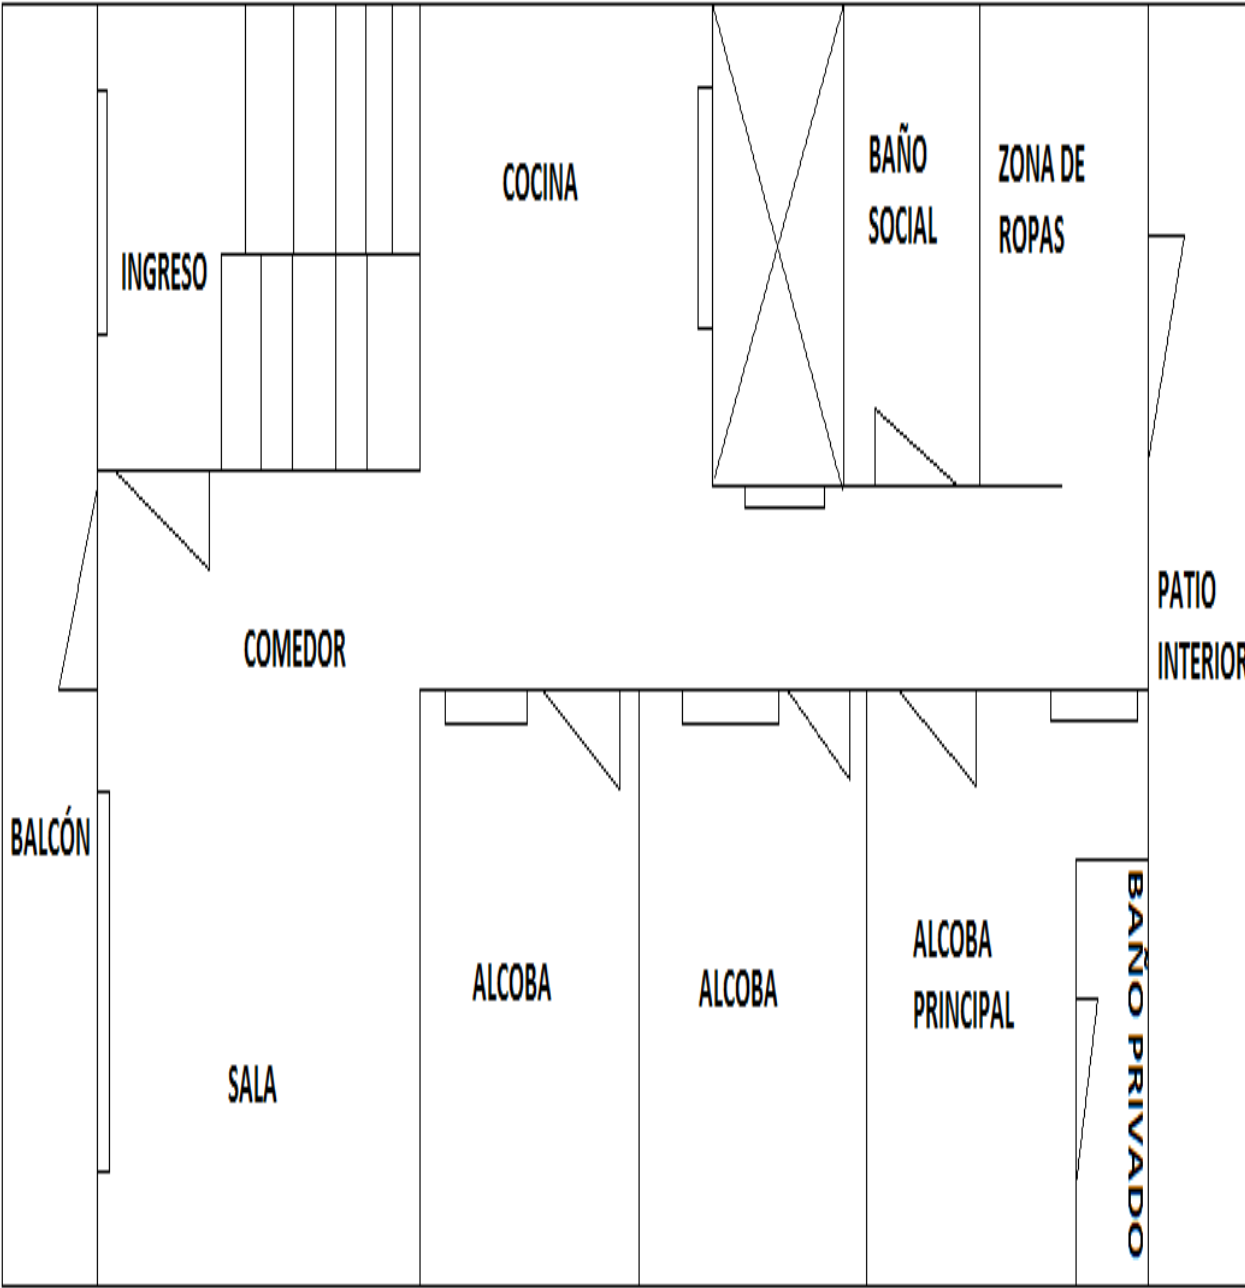 COCINA
BAÑO
SOCIAL
ZONA DE
ROPAS
INGRESO
COMEDOR
PATIO
INTERIOR
BALCÓN
ALCOBA
ALCOBA
ALCOBA
PRINCIPAL
BAÑO PRIVADO
SALA